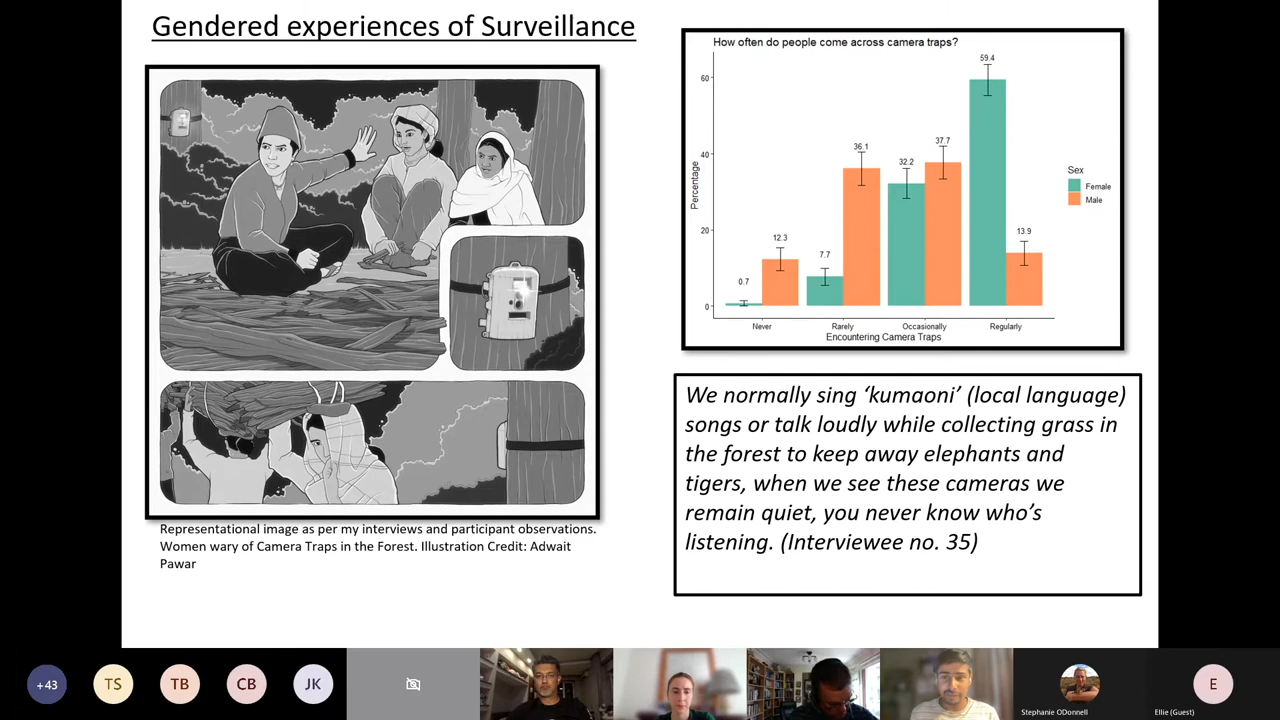 Gendered experiences of Surveillance
Representational image as per my interviews and participant observations.
Women wary of Camera Traps in the Forest. Illustration Credit: Adwait
Pawar
How often do people come across camera traps?
Percentage
60
40
20
0
0.7
12.3
7.7
36.1
32.2
37.7
59.4
13.9
Never
Rarely
Occasionally
Regularly
Encountering Camera Traps
Sex
Female
Male
We normally sing ‘kumaoni’ (local language)
songs or talk loudly while collecting grass in
the forest to keep away elephants and
tigers, when we see these cameras we
remain quiet, you never know who’s
listening. (Interviewee no. 35)
+43
TS
TB
CB
JK
Stephanie ODonnell
E
Ellie (Guest)